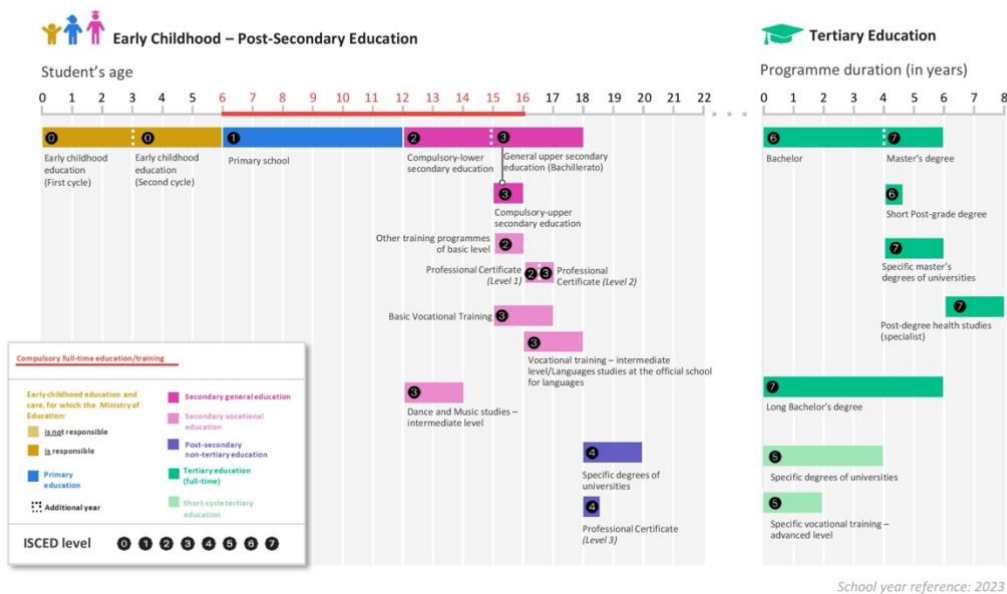 Early Childhood – Post-Secondary Education
Tertiary Education
Student's age
Programme duration (in years)
0 1 2 3 4 5 6 7 8 9 10 11 12 13 14 15 16 17 18 19 20 21 22
0 1 2 3 4 5 6 7 8
0 0 1 2 3
Early childhood
education
(First cycle)
Early childhood
education
(Second cycle)
Primary school
Compulsory-lower
secondary education
General upper secondary
education (Bachillerato)
3
Compulsory-upper
secondary education
Other training programmes
of basic level
2
Professional Certificate
(Level 1)
2 3
Professional
Certificate (Level 2)
Basic Vocational Training
3
3
Vocational training – intermediate
level/Languages studies at the official school
for languages
3
Dance and Music studies –
intermediate level
4
Specific degrees of
universities
4
Professional Certificate
(Level 3)
6 7
Bachelor
Master's degree
6
Short Post-grade degree
7
Specific master's
degrees of universities
7
Post-degree health studies
(specialist)
7
Long Bachelor's degree
5
Specific degrees of universities
5
Specific vocational training –
advanced level
Compulsory full-time education/training
Early childhood education and
care, for which the Ministry of
Education:
is not responsible
is responsible
Primary
education
Additional year
Secondary general education
Secondary vocational
education
Post-secondary
non-tertiary education
Tertiary education
(full-time)
Short-cycle tertiary
education
ISCED level 0 1 2 3 4 5 6 7
School year reference: 2023